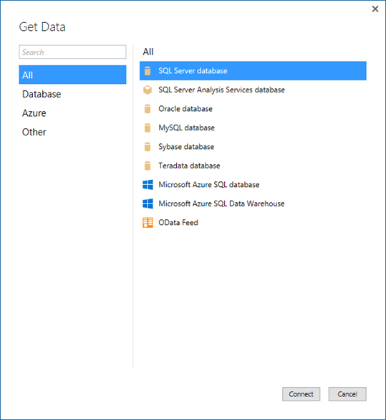 Get Data
Search
All
Database
Azure
Other
All
SQL Server database
SQL Server Analysis Services database
Oracle database
MySQL database
Sybase database
Teradata database
Microsoft Azure SQL database
Microsoft Azure SQL Data Warehouse
OData Feed
Connect
Cancel